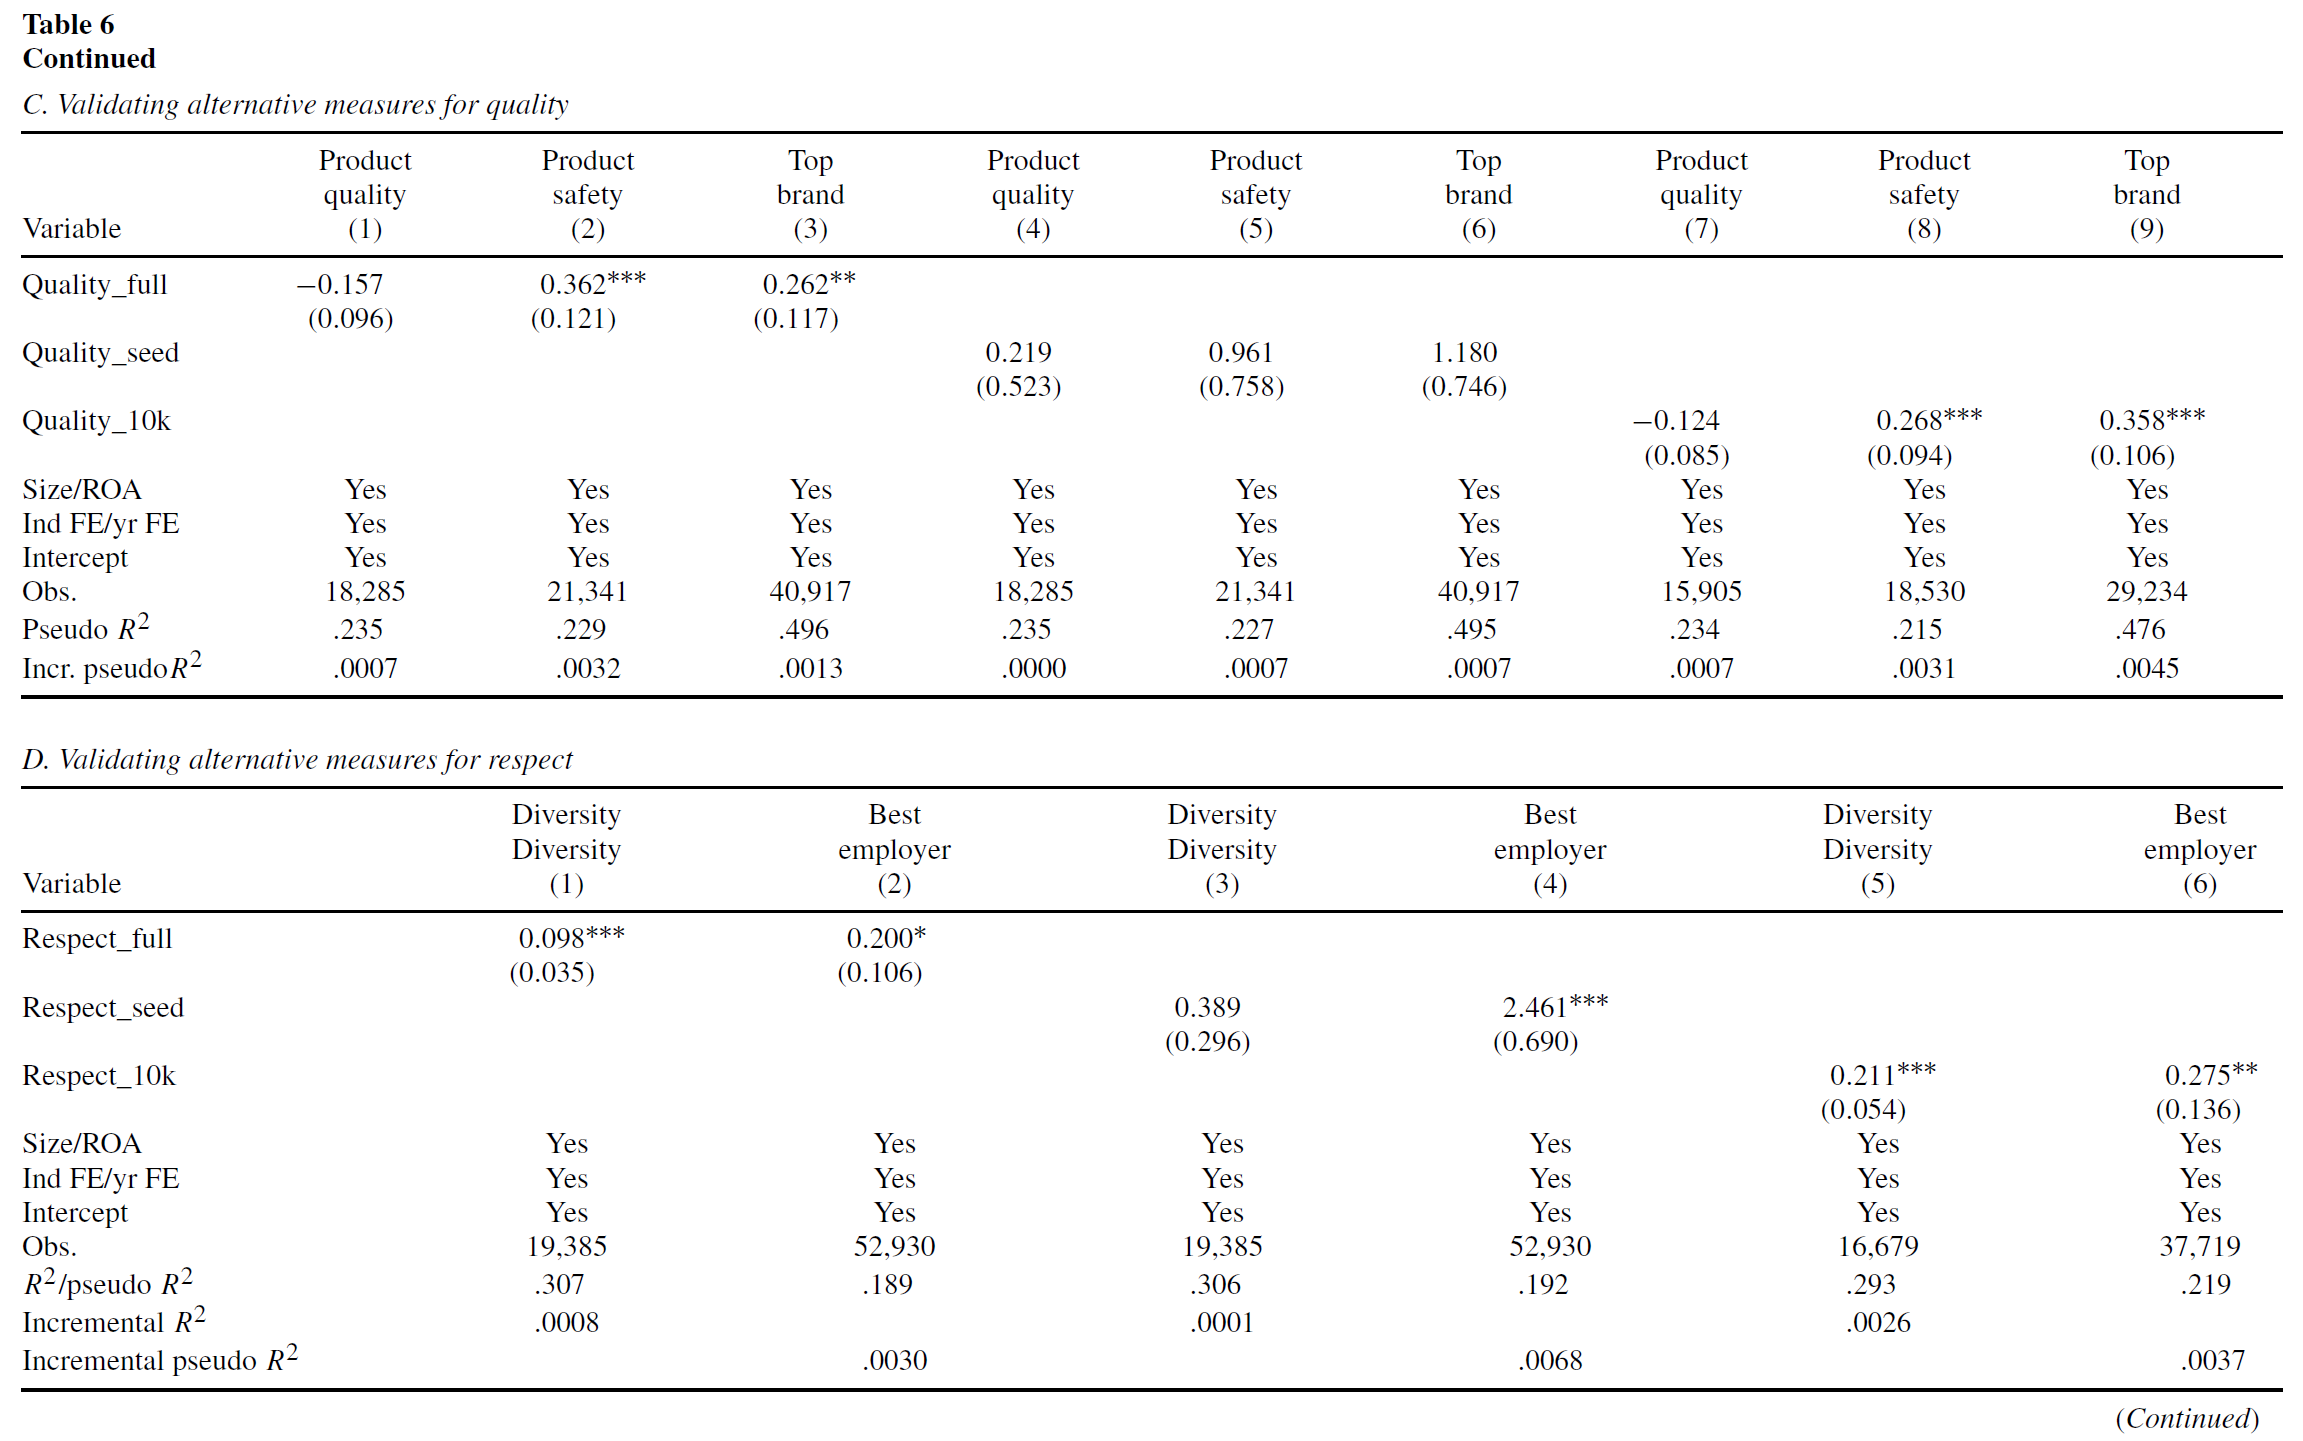 Table 6
Continued
C. Validating alternative measures for quality
Product Product Top Product Product Top Product Product Top
quality safety brand quality safety brand quality safety brand
Variable (1) (2) (3) (4) (5) (6) (7) (8) (9)
Quality_full −0.157 0.362*** 0.262**
(0.096) (0.121) (0.117)
Quality_seed 0.219 0.961 1.180
(0.523) (0.758) (0.746)
Quality_10k −0.124 0.268*** 0.358***
(0.085) (0.094) (0.106)
Size/ROA Yes Yes Yes Yes Yes Yes Yes Yes Yes
Ind FE/yr FE Yes Yes Yes Yes Yes Yes Yes Yes Yes
Intercept Yes Yes Yes Yes Yes Yes Yes Yes Yes
Obs. 18,285 21,341 40,917 18,285 21,341 40,917 15,905 18,530 29,234
Pseudo R² .235 .229 .496 .235 .227 .495 .234 .215 .476
Incr. pseudoR² .0007 .0032 .0013 .0000 .0007 .0007 .0007 .0031 .0045
D. Validating alternative measures for respect
Diversity Best Diversity Best Diversity Best
Diversity employer Diversity employer Diversity employer
Variable (1) (2) (3) (4) (5) (6)
Respect_full 0.098*** 0.200*
(0.035) (0.106)
Respect_seed 0.389 2.461***
(0.296) (0.690)
Respect_10k 0.211*** 0.275**
(0.054) (0.136)
Size/ROA Yes Yes Yes Yes Yes Yes
Ind FE/yr FE Yes Yes Yes Yes Yes Yes
Intercept Yes Yes Yes Yes Yes Yes
Obs. 19,385 52,930 19,385 52,930 16,679 37,719
R²/pseudo R² .307 .189 .306 .192 .293 .219
Incremental R² .0008 .0001 .0026
Incremental pseudo R² .0030 .0068 .0037
(Continued)